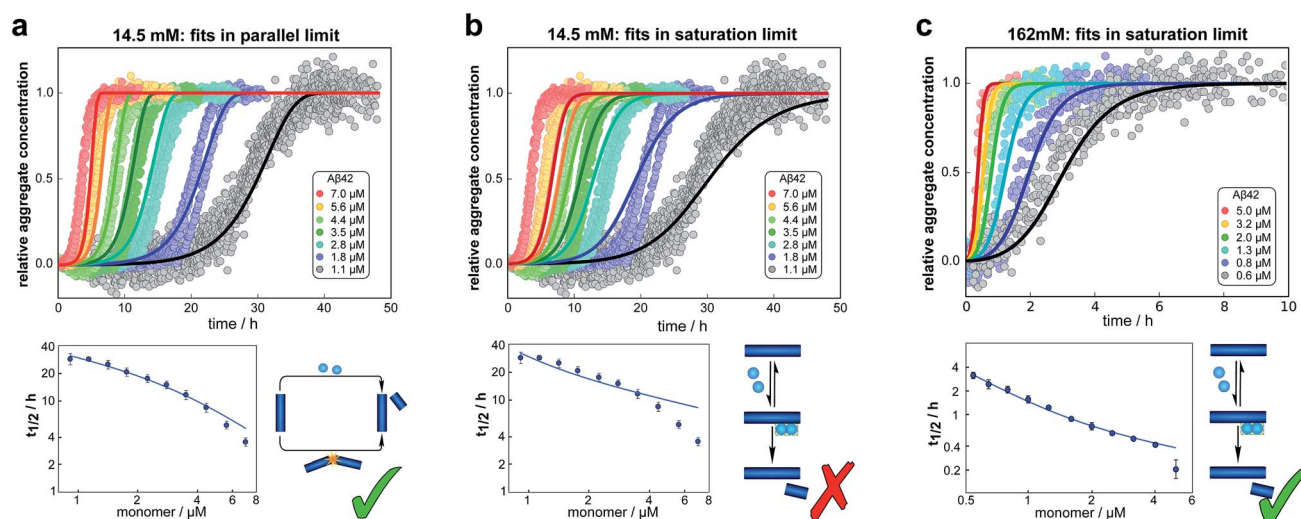 a
14.5 mM: fits in parallel limit
relative aggregate concentration
1.0
0.5
0.0
Aβ42
7.0 μM
5.6 μM
4.4 μM
3.5 μM
2.8 μM
1.8 μM
1.1 μM
0 10 20 30 40 50
time / h
t1/2 / h
40
20
10
4
2
1
1 2 4 6 8
monomer / μM
b
14.5 mM: fits in saturation limit
relative aggregate concentration
1.0
0.5
0.0
Aβ42
7.0 μM
5.6 μM
4.4 μM
3.5 μM
2.8 μM
1.8 μM
1.1 μM
0 10 20 30 40 50
time / h
t1/2 / h
40
20
10
4
2
1
1 2 4 6 8
monomer / μM
c
162mM: fits in saturation limit
relative aggregate concentration
1.0
0.5
0.0
Aβ42
5.0 μM
3.2 μM
2.0 μM
1.3 μM
0.8 μM
0.6 μM
0 2 4 6 8 10
time / h
t1/2 / h
4
2
1
0.4
0.2
0.5 1 2 4 6
monomer / μM